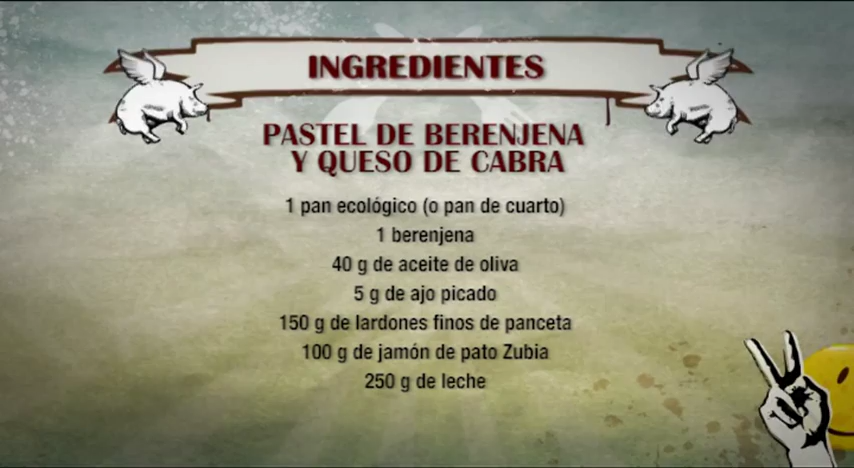 INGREDIENTES
PASTEL DE BERENJENA
Y QUESO DE CABRA
1 pan ecológico (o pan de cuarto)
1 berenjena
40 g de aceite de oliva
5 g de ajo picado
150 g de lardones finos de panceta
100 g de jamón de pato Zubia
250 g de leche